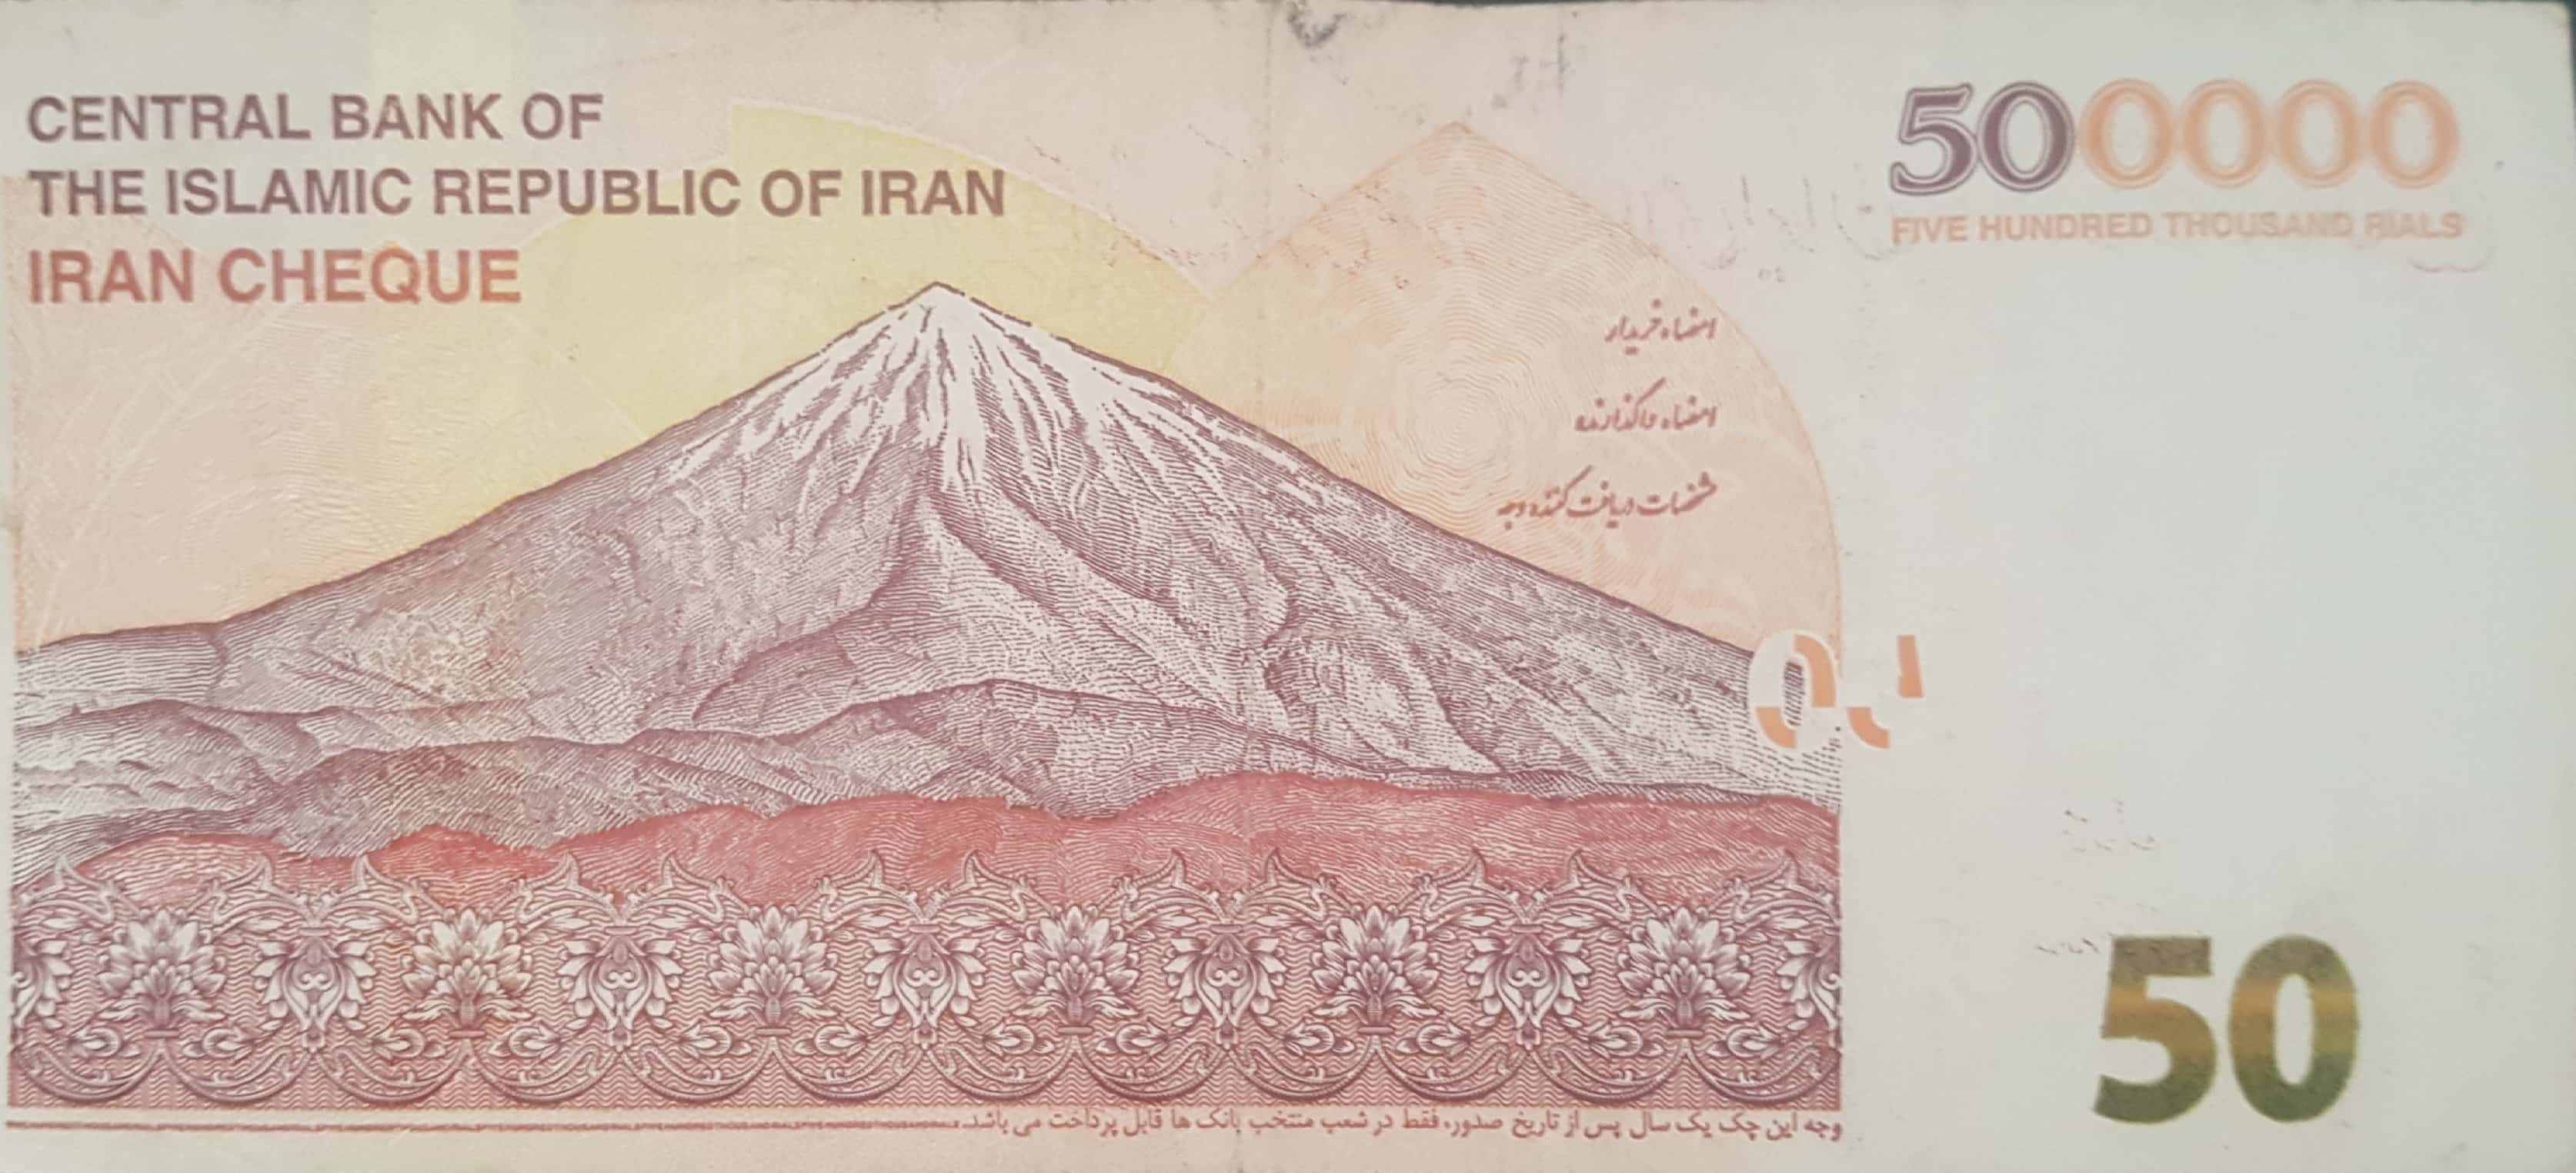 CENTRAL BANK OF
THE ISLAMIC REPUBLIC OF IRAN
IRAN CHEQUE
500000
FIVE HUNDRED THOUSAND RIALS
امضاء خریدار
امضاء واگذارنده
مشخصات دریافت کننده وجه
50
وجه این چک یک سال پس از تاریخ صدور، فقط در شعب منتخب بانک ها قابل پرداخت می باشد.